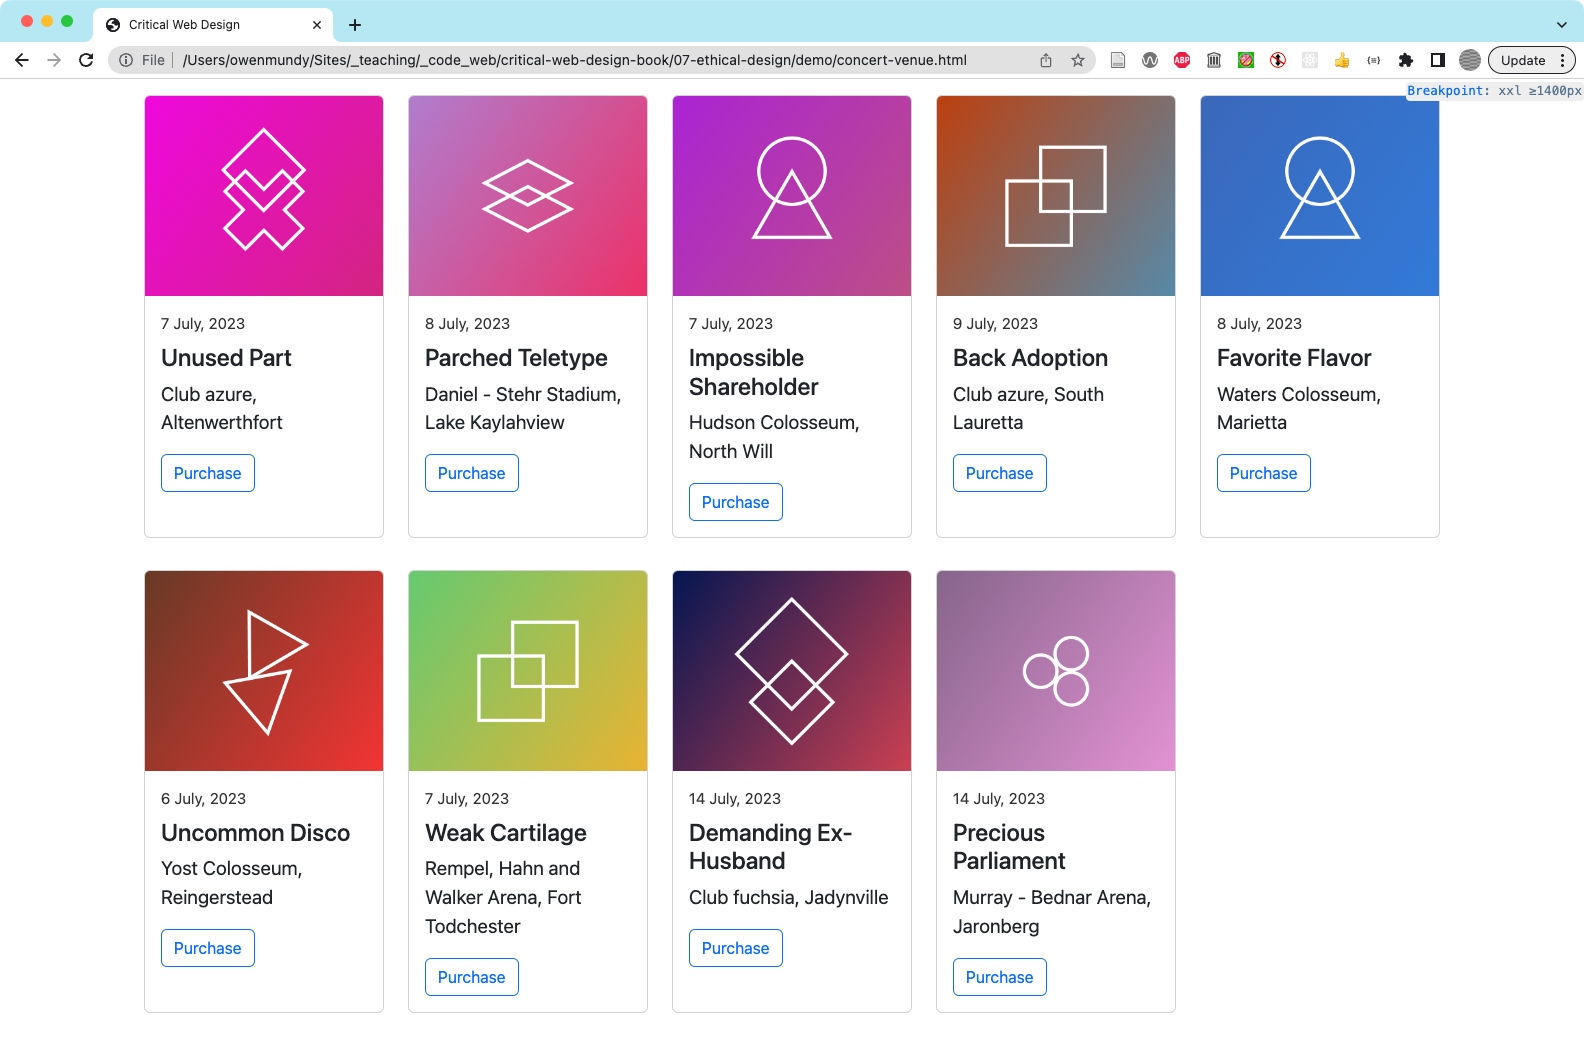 Critical Web Design
File
/Users/owenmundy/Sites/_teaching/_code_web/critical-web-design-book/07-ethical-design/demo/concert-venue.html
ABP
Update
Breakpoint: xxl ≥1400px
7 July, 2023
Unused Part
Club azure,
Altenwerthfort
Purchase
8 July, 2023
Parched Teletype
Daniel - Stehr Stadium,
Lake Kaylahview
Purchase
7 July, 2023
Impossible
Shareholder
Hudson Colosseum,
North Will
Purchase
9 July, 2023
Back Adoption
Club azure, South
Lauretta
Purchase
8 July, 2023
Favorite Flavor
Waters Colosseum,
Marietta
Purchase
6 July, 2023
Uncommon Disco
Yost Colosseum,
Reingerstead
Purchase
7 July, 2023
Weak Cartilage
Rempel, Hahn and
Walker Arena, Fort
Todchester
Purchase
14 July, 2023
Demanding Ex-
Husband
Club fuchsia, Jadynville
Purchase
14 July, 2023
Precious
Parliament
Murray - Bednar Arena,
Jaronberg
Purchase